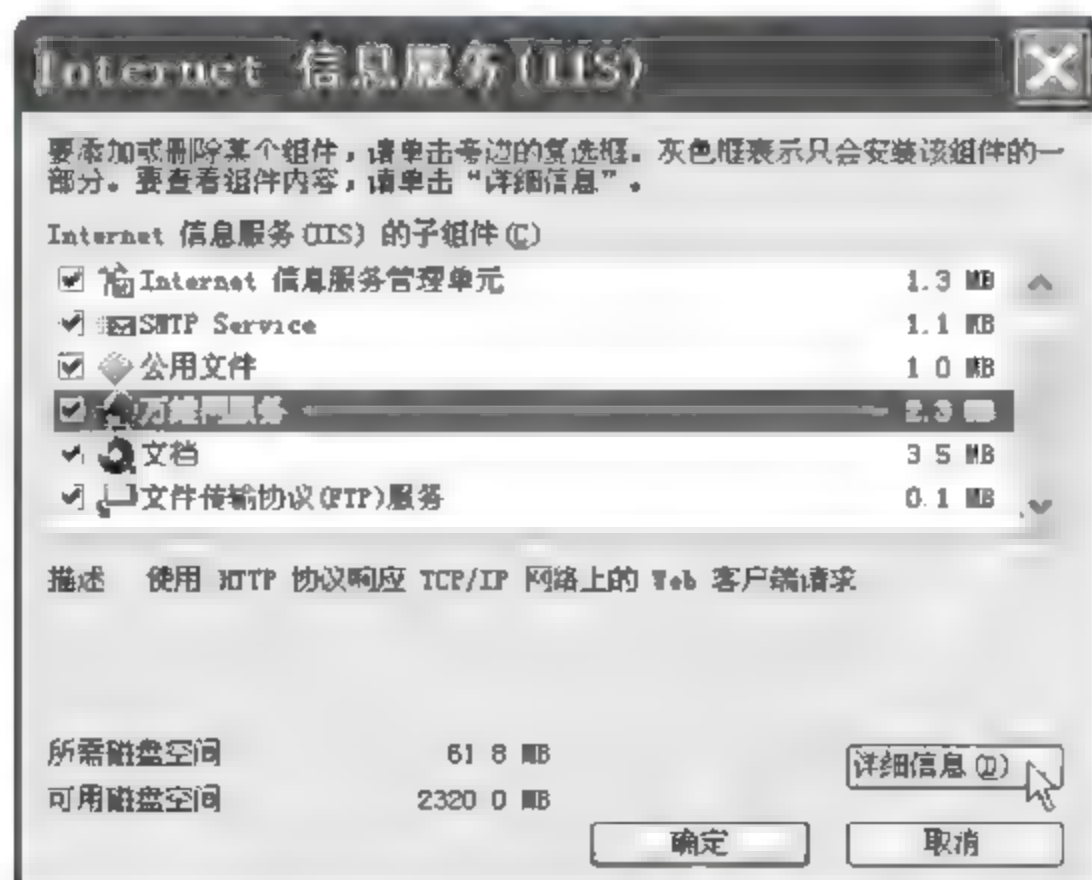 Internet 信息服务(IIS)
要添加或删除某个组件，请单击旁边的复选框。灰色框表示只会安装该组件的一
部分。要查看组件内容，请单击“详细信息”。
Internet 信息服务(IIS) 的子组件(C)
Internet 信息服务管理单元 1.3 MB
SMTP Service 1.1 MB
公用文件 1 0 MB
万维网服务 2.3 MB
文档 3 5 MB
文件传输协议(FTP)服务 0.1 MB
描述 使用 HTTP 协议响应 TCP/IP 网络上的 Web 客户端请求
所需磁盘空间 61 8 MB
详细信息(D)
可用磁盘空间 2320 0 MB
确定 取消